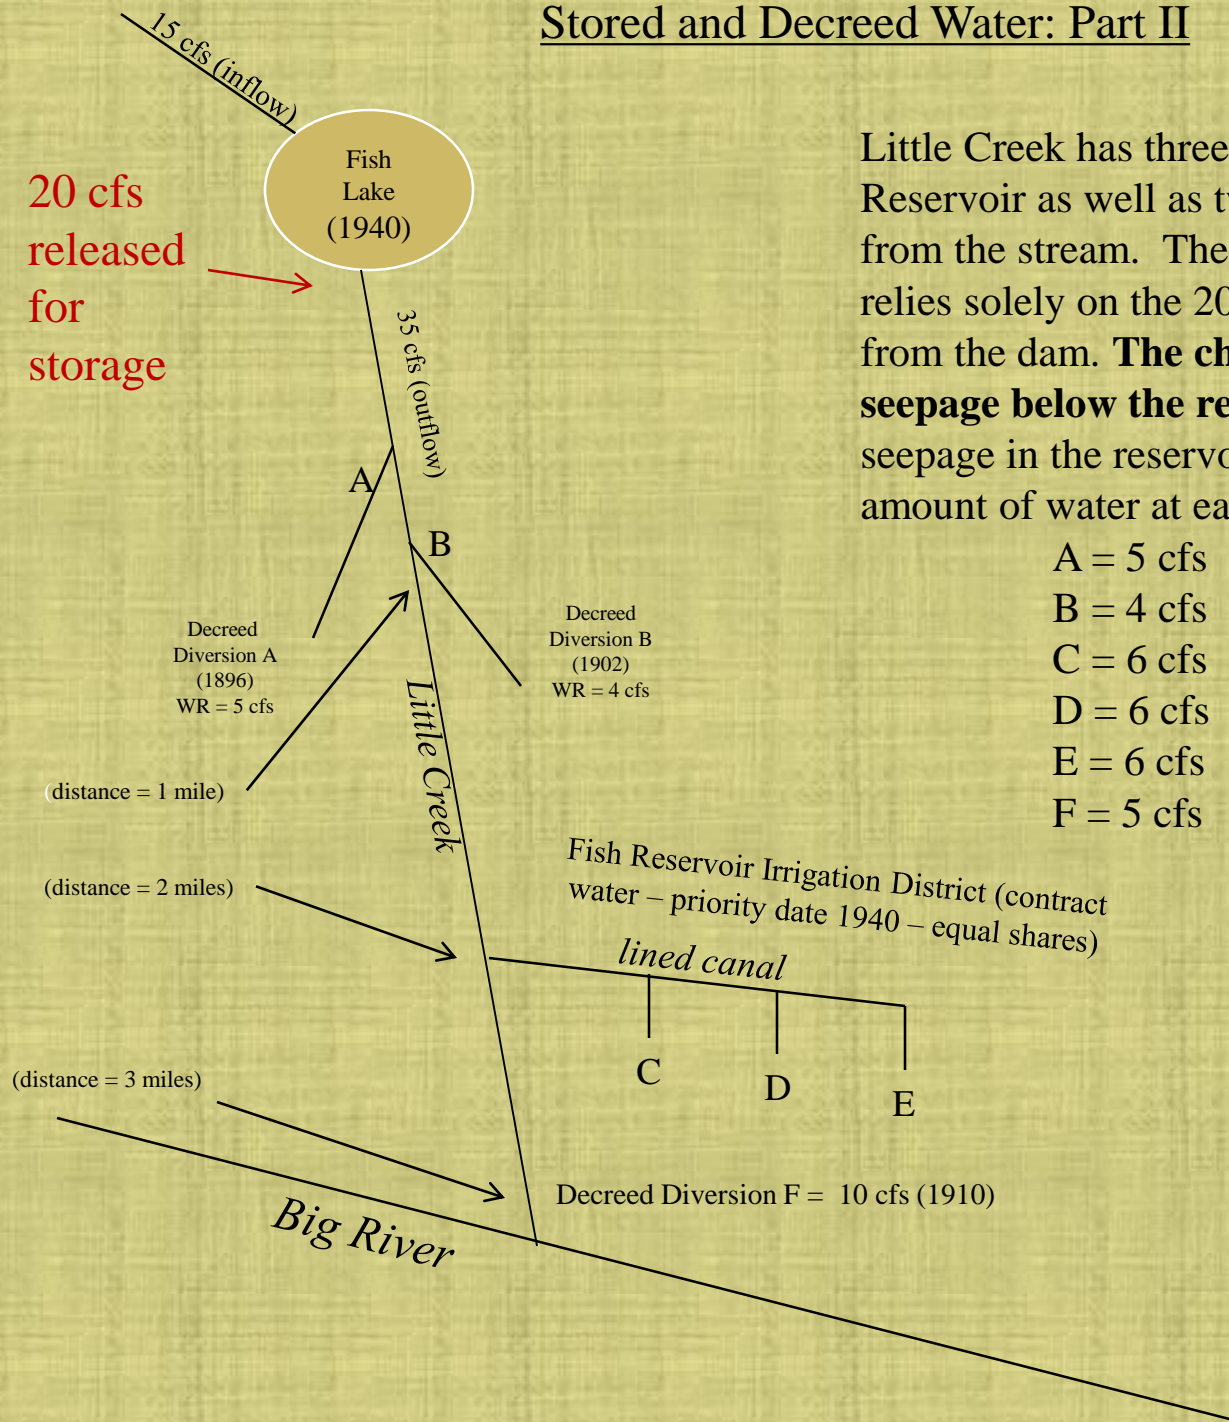 Stored and Decreed Water: Part II
15 cfs (inflow)
Fish
Lake
(1940)
20 cfs
released
for
storage
35 cfs (outflow)
Little Creek has three
Reservoir as well as
from the stream. The
relies solely on the 20
from the dam. The
seepage below the
seepage in the
amount of water at
A = 5 cfs
B = 4 cfs
C = 6 cfs
D = 6 cfs
E = 6 cfs
F = 5 cfs
A
B
Decreed
Diversion A
(1896)
WR = 5 cfs
Decreed
Diversion B
(1902)
WR = 4 cfs
Little Creek
(distance = 1 mile)
(distance = 2 miles)
Fish Reservoir Irrigation District (contract
water – priority date 1940 – equal shares)
lined canal
C
D
E
(distance = 3 miles)
Decreed Diversion F = 10 cfs (1910)
Big River